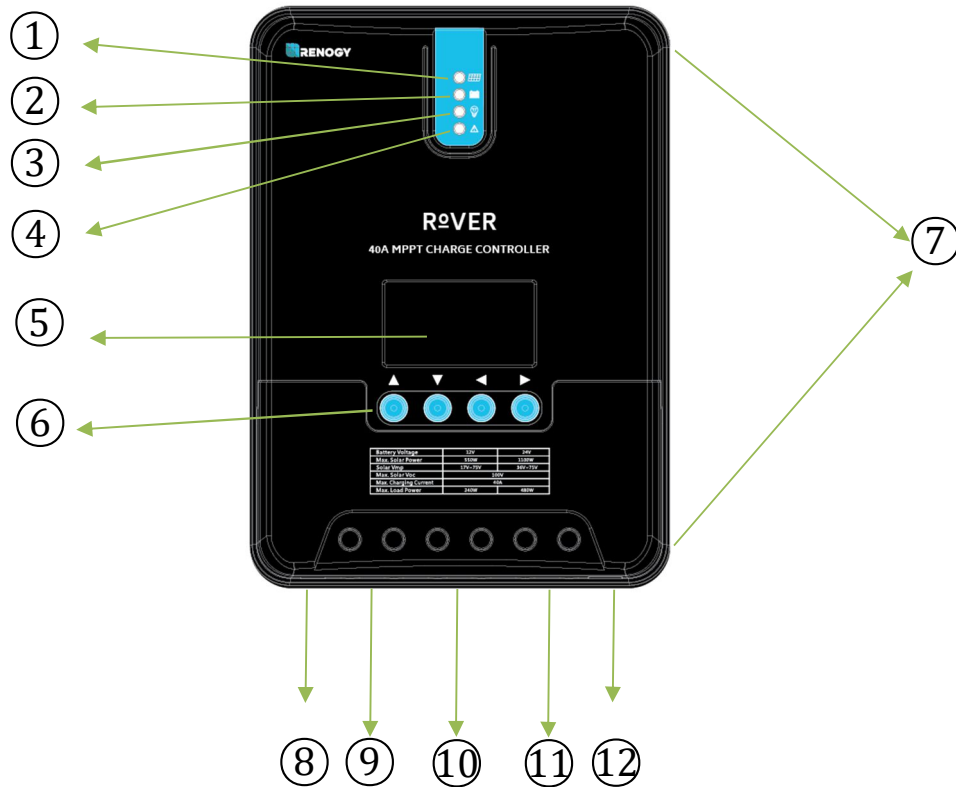 ①
②
③
④
⑤
⑥
⑦
RENOGY
RoVER
40A MPPT CHARGE CONTROLLER
Battery Voltage 12V 24V
Max. Solar Power 550W 1100W
Solar Vmp 17V~70V 36V~75V
Max. Solar Voc 100V
Max. Charging Current 40A
Max. Load Power 240W 480W
⑧ ⑨ ⑩ ⑪ ⑫